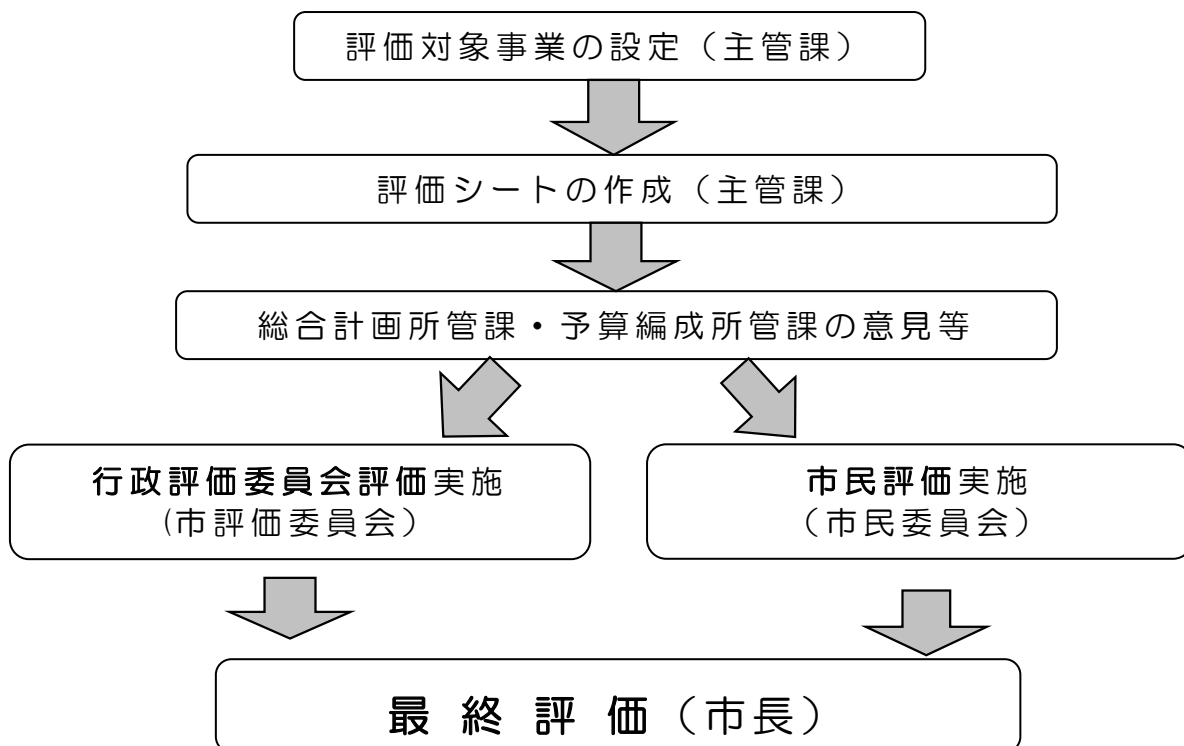 評価対象事業の設定（主管課）
評価シートの作成（主管課）
総合計画所管課・予算編成所管課の意見等
行政評価委員会評価実施
(市評価委員会）
市民評価実施
（市民委員会）
最 終 評 価（市長）